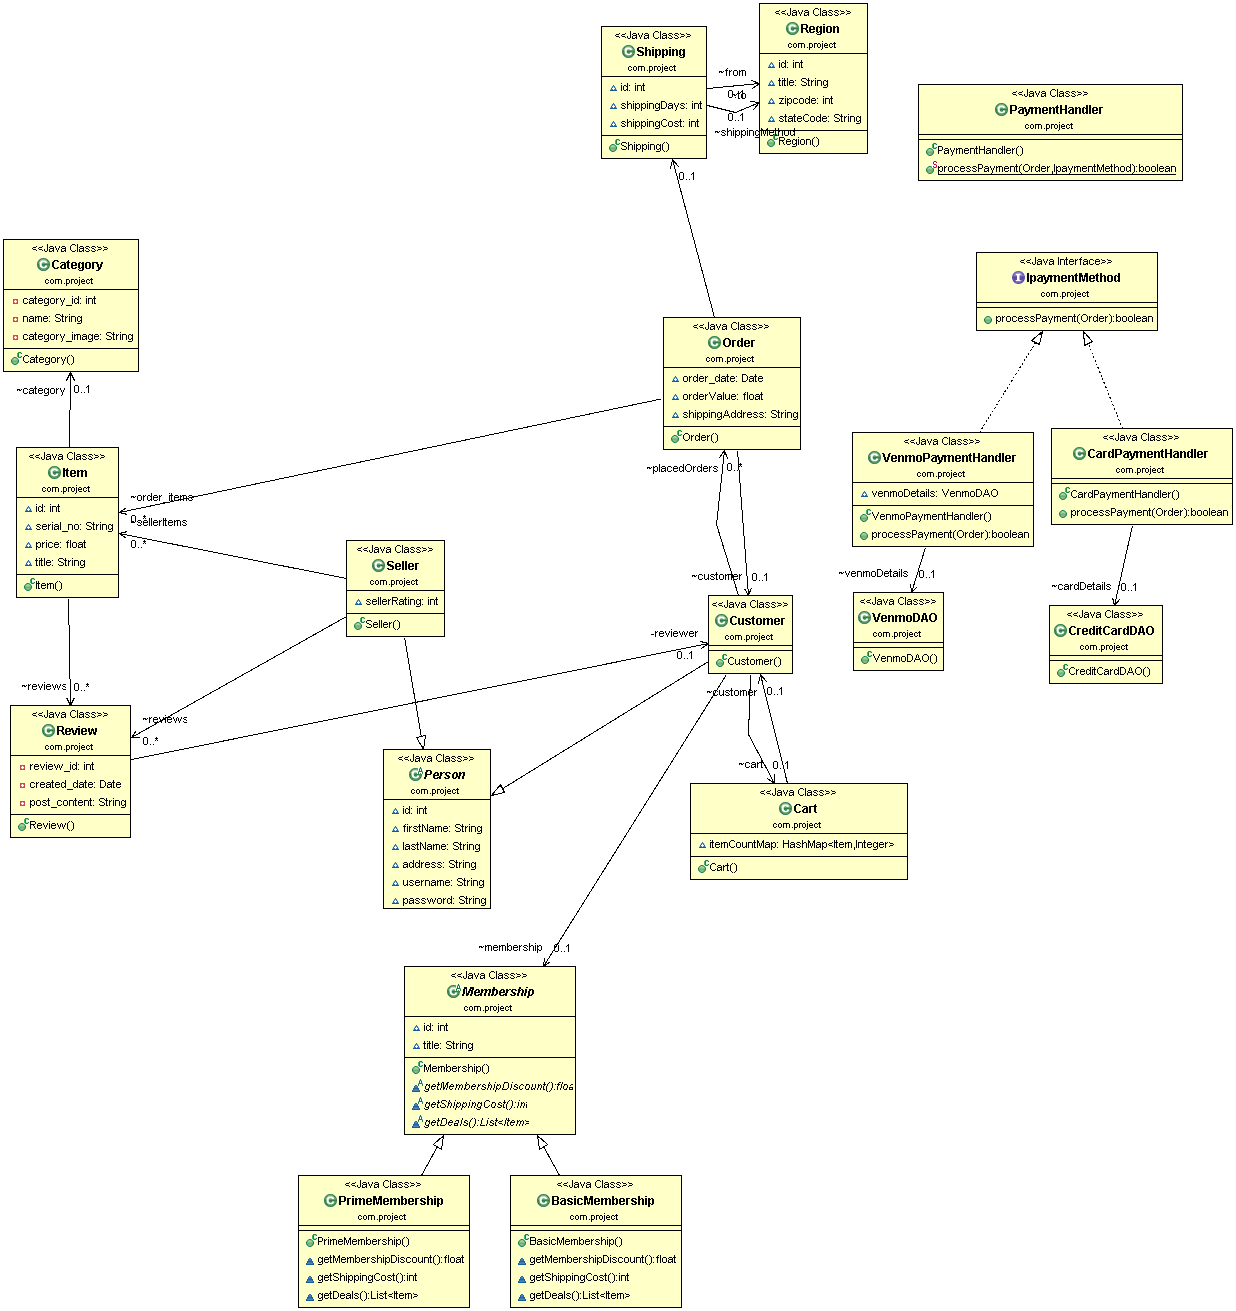 <<Java Class>>
Shipping
com.project
id: int
shippingDays: int
shippingCost: int
Shipping()
<<Java Class>>
Region
com.project
id: int
title: String
zipcode: int
stateCode: String
Region()
~from
0..1
~to
0..1
~shippingMethod
0..1
<<Java Class>>
PaymentHandler
com.project
PaymentHandler()
processPayment(Order,IpaymentMethod):boolean
<<Java Class>>
Category
com.project
category_id: int
name: String
category_image: String
Category()
~category
0..1
<<Java Interface>>
IpaymentMethod
com.project
processPayment(Order):boolean
<<Java Class>>
Order
com.project
order_date: Date
orderValue: float
shippingAddress: String
Order()
~placedOrders
0..*
<<Java Class>>
Item
com.project
id: int
serial_no: String
price: float
title: String
Item()
~order_items
0..*
~sellerItems
0..*
<<Java Class>>
VenmoPaymentHandler
com.project
venmoDetails: VenmoDAO
VenmoPaymentHandler()
processPayment(Order):boolean
<<Java Class>>
CardPaymentHandler
com.project
CardPaymentHandler()
processPayment(Order):boolean
~venmoDetails
0..1
~cardDetails
0..1
<<Java Class>>
Seller
com.project
sellerRating: int
Seller()
~customer
0..1
<<Java Class>>
Customer
com.project
Customer()
-reviewer
0..1
<<Java Class>>
VenmoDAO
com.project
VenmoDAO()
<<Java Class>>
CreditCardDAO
com.project
CreditCardDAO()
~reviews
0..*
~reviews
0..*
<<Java Class>>
Review
com.project
review_id: int
created_date: Date
post_content: String
Review()
~customer
0..1
~cart
0..1
<<Java Class>>
Person
com.project
id: int
firstName: String
lastName: String
address: String
username: String
password: String
<<Java Class>>
Cart
com.project
itemCountMap: HashMap<Item,Integer>
Cart()
~membership
0..1
<<Java Class>>
Membership
com.project
id: int
title: String
Membership()
getMembershipDiscount():float
getShippingCost():int
getDeals():List<Item>
<<Java Class>>
PrimeMembership
com.project
PrimeMembership()
getMembershipDiscount():float
getShippingCost():int
getDeals():List<Item>
<<Java Class>>
BasicMembership
com.project
BasicMembership()
getMembershipDiscount():float
getShippingCost():int
getDeals():List<Item>